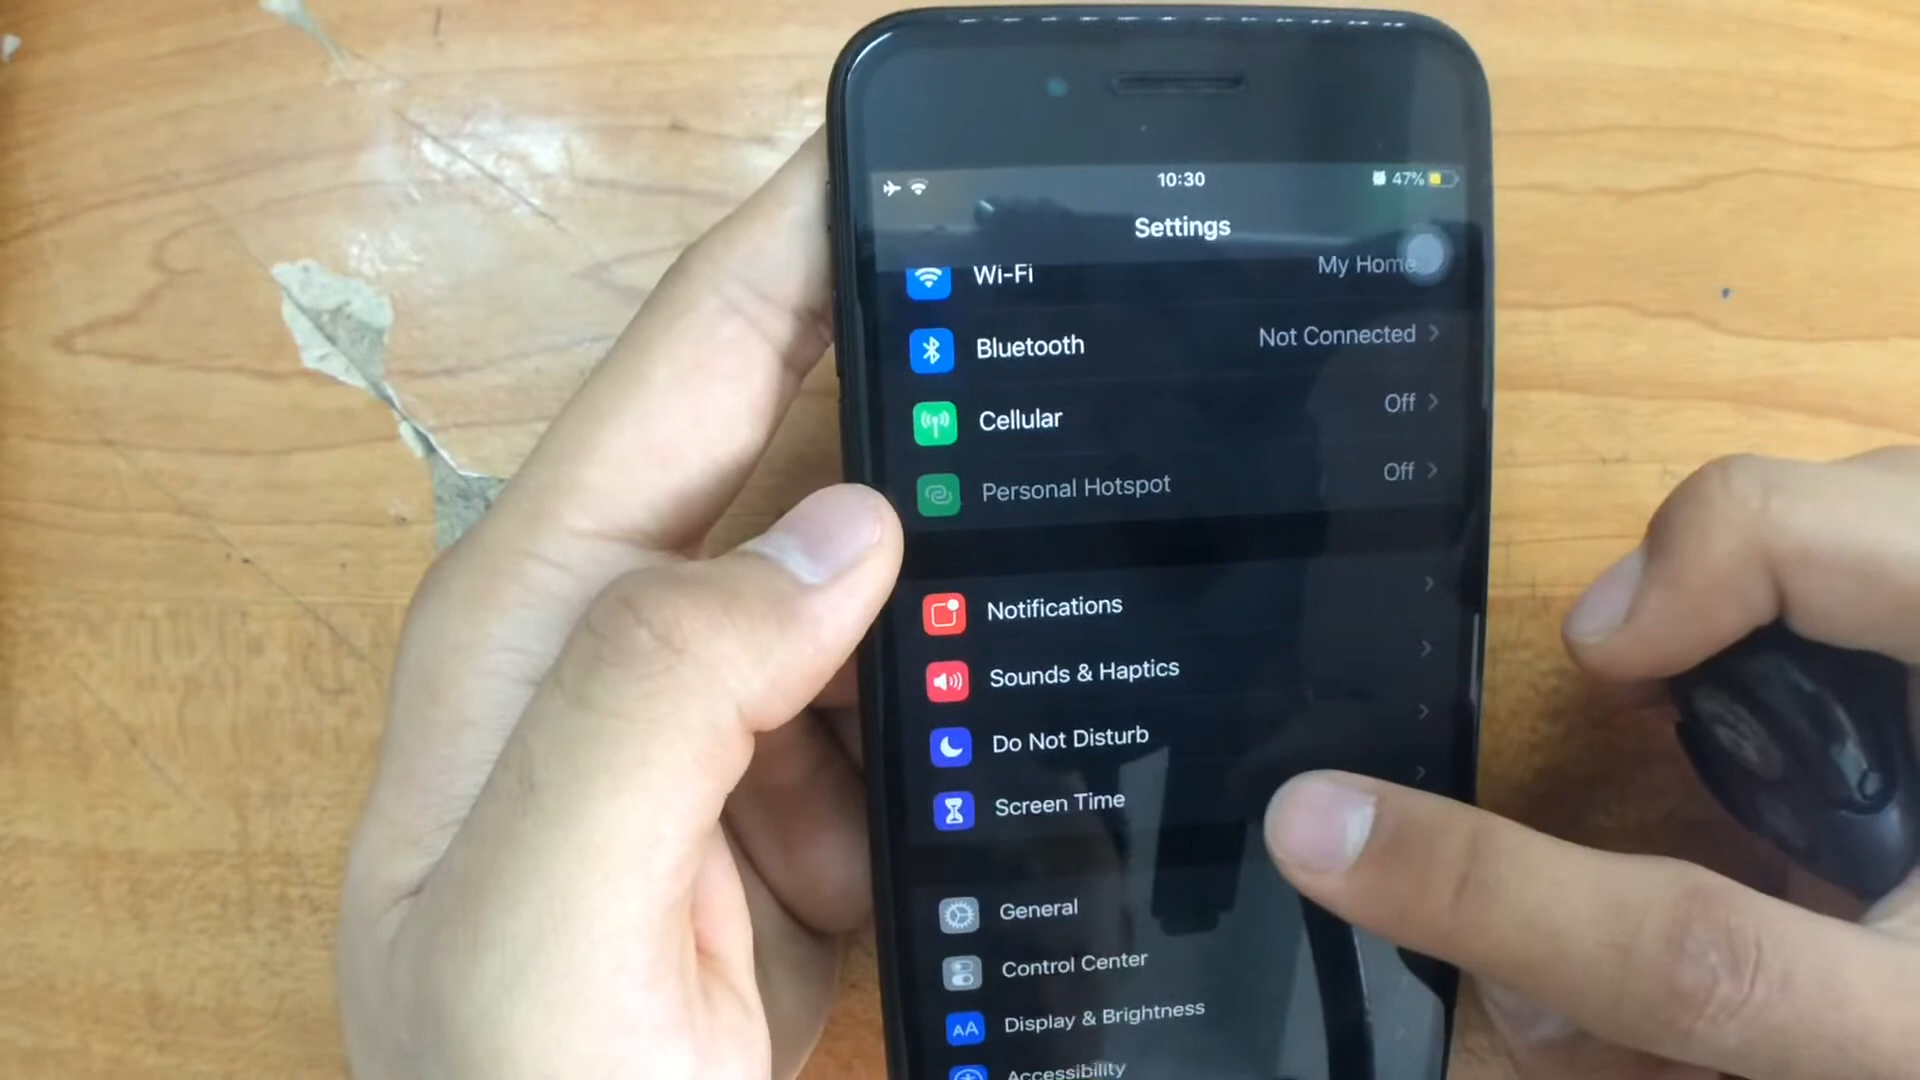 10:30
47%
Settings
Wi-Fi My Home
Bluetooth Not Connected
Cellular Off
Personal Hotspot Off
Notifications
Sounds & Haptics
Do Not Disturb
Screen Time
General
Control Center
AA Display & Brightness
Accessibility